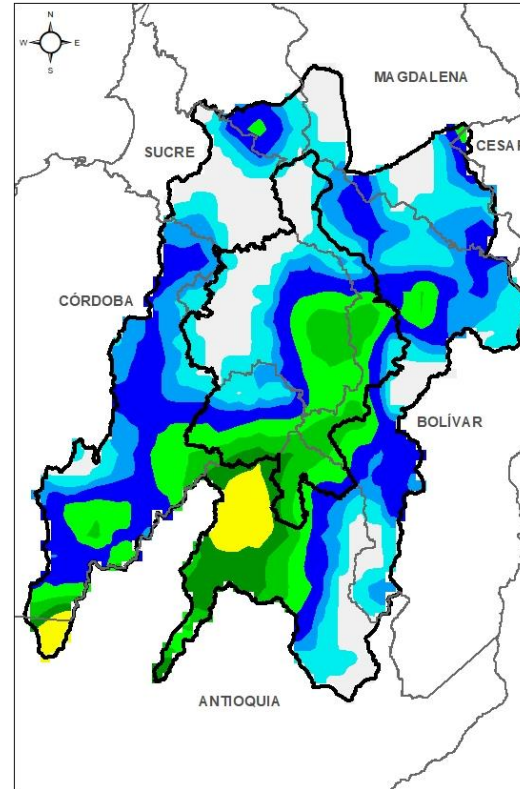 N
W E
S
MAGDALENA
CESAR
SUCRE
CÓRDOBA
BOLÍVAR
ANTIOQUIA